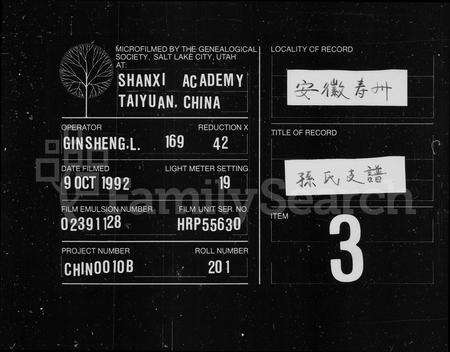 MICROFILMED BY THE GENEALOGICAL
SOCIETY, SALT LAKE CITY, UTAH
AT:
SHANXI ACADEMY
TAIYUAN, CHINA
OPERATOR
REDUCTION X
GINSHENG.L. 169 42
DATE FILMED
LIGHT METER SETTING
9 OCT 1992
19
FILM EMULSION NUMBER
FILM UNIT SER. NO.
02391128
HRP55630
PROJECT NUMBER
ROLL NUMBER
CHIN0010B
201
LOCALITY OF RECORD
安徽寿州
TITLE OF RECORD
孫氏支譜
ITEM
3
FamilySearch